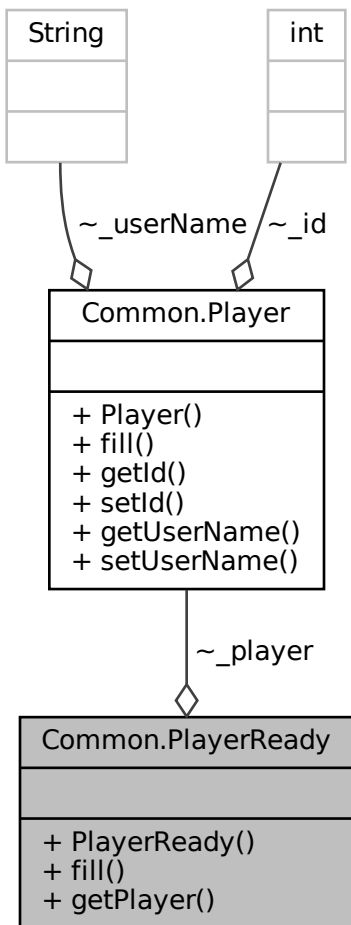 String
int
~_userName
~_id
Common.Player
+ Player()
+ fill()
+ getId()
+ setId()
+ getUserName()
+ setUserName()
~_player
Common.PlayerReady
+ PlayerReady()
+ fill()
+ getPlayer()